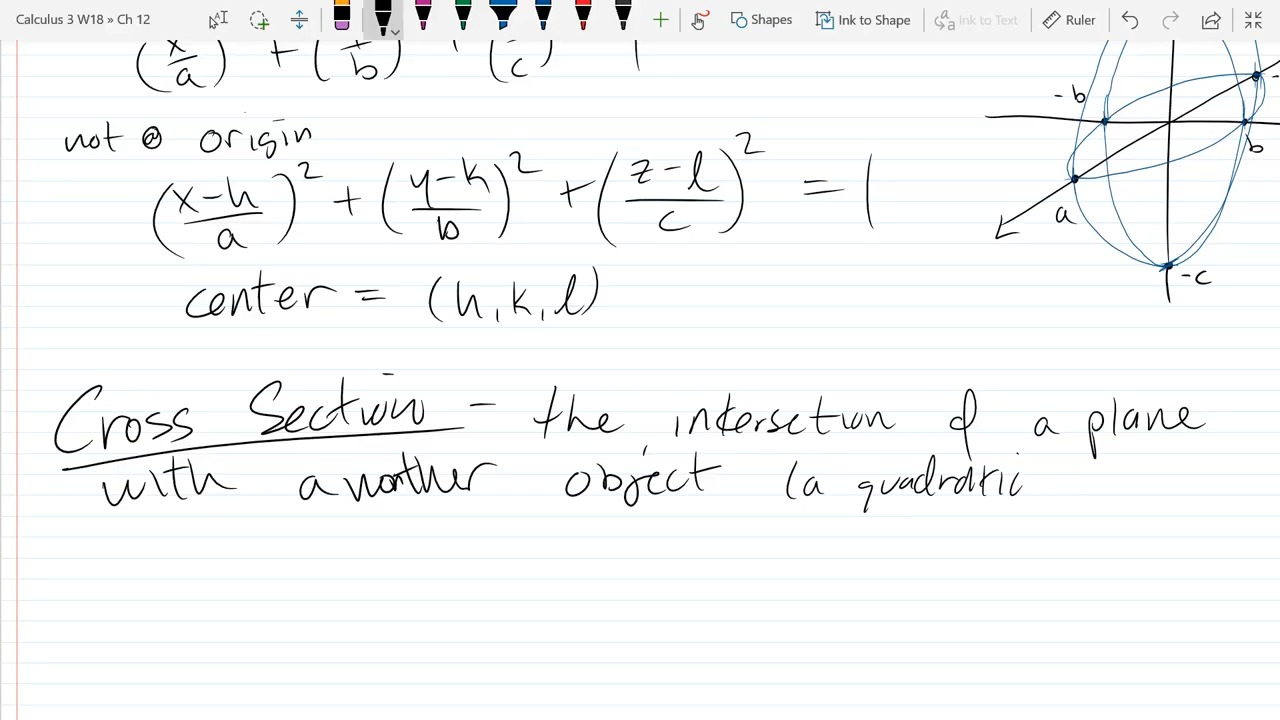 Calculus 3 W18 » Ch 12
Shapes
Ink to Shape
Ink to Text
Ruler
(x/a) + (/b) (/c)
not @ origin
((x-h)/a)² + ((y-k)/b)² + ((z-l)/c)² = 1
center = (h, k, l)
-b
b
a
-c
Cross Section - the intersction of a plane
with another object (a quadratic